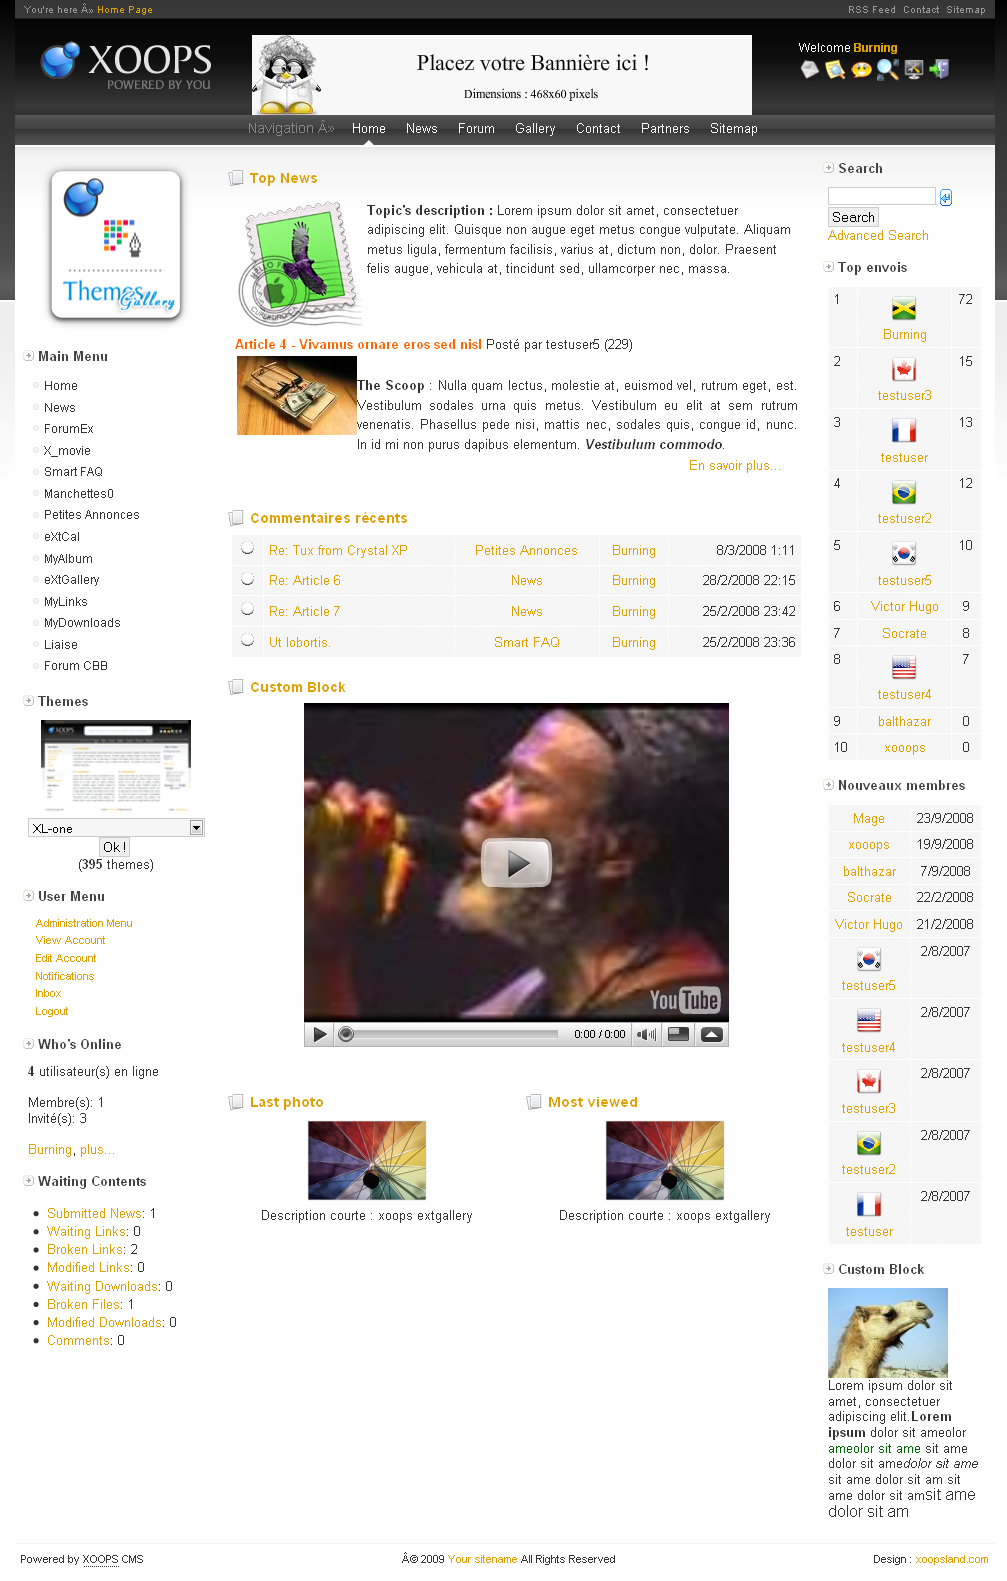 You're here Â» Home Page
RSS Feed Contact Sitemap
XOOPS
POWERED BY YOU
Placez votre Bannière ici !
Dimensions : 468x60 pixels
Welcome Burning
Navigation Â» Home News Forum Gallery Contact Partners Sitemap
Themes
Gallery
Main Menu
Home
News
ForumEx
X_movie
Smart FAQ
Manchettes0
Petites Annonces
eXtCal
MyAlbum
eXtGallery
MyLinks
MyDownloads
Liaise
Forum CBB
Themes
XL-one
Ok !
(395 themes)
User Menu
Administration Menu
View Account
Edit Account
Notifications
Inbox
Logout
Who's Online
4 utilisateur(s) en ligne
Membre(s): 1
Invité(s): 3
Burning, plus...
Waiting Contents
Submitted News: 1
Waiting Links: 0
Broken Links: 2
Modified Links: 0
Waiting Downloads: 0
Broken Files: 1
Modified Downloads: 0
Comments: 0
Top News
Topic's description : Lorem ipsum dolor sit amet, consectetuer
adipiscing elit. Quisque non augue eget metus congue vulputate. Aliquam
metus ligula, fermentum facilisis, varius at, dictum non, dolor. Praesent
felis augue, vehicula at, tincidunt sed, ullamcorper nec, massa.
Article 4 - Vivamus ornare eros sed nisl Posté par testuser5 (229)
The Scoop : Nulla quam lectus, molestie at, euismod vel, rutrum eget, est.
Vestibulum sodales urna quis metus. Vestibulum eu elit at sem rutrum
venenatis. Phasellus pede nisi, mattis nec, sodales quis, congue id, nunc.
In id mi non purus dapibus elementum. Vestibulum commodo.
En savoir plus...
Commentaires récents
Re: Tux from Crystal XP Petites Annonces Burning 8/3/2008 1:11
Re: Article 6 News Burning 28/2/2008 22:15
Re: Article 7 News Burning 25/2/2008 23:42
Ut lobortis. Smart FAQ Burning 25/2/2008 23:36
Custom Block
YouTube
0:00 / 0:00
Last photo
Description courte : xoops extgallery
Most viewed
Description courte : xoops extgallery
Search
Search
Advanced Search
Top envois
1 Burning 72
2 testuser3 15
3 testuser 13
4 testuser2 12
5 testuser5 10
6 Victor Hugo 9
7 Socrate 8
8 testuser4 7
9 balthazar 0
10 xooops 0
Nouveaux membres
Mage 23/9/2008
xooops 19/9/2008
balthazar 7/9/2008
Socrate 22/2/2008
Victor Hugo 21/2/2008
testuser5 2/8/2007
testuser4 2/8/2007
testuser3 2/8/2007
testuser2 2/8/2007
testuser 2/8/2007
Custom Block
Lorem ipsum dolor sit
amet, consectetuer
adipiscing elit.Lorem
ipsum dolor sit ameolor
ameolor sit ame sit ame
dolor sit amedolor sit ame
sit ame dolor sit am sit
ame dolor sit amsit ame
dolor sit am
Powered by XOOPS CMS
Â© 2009 Your sitename All Rights Reserved
Design : xoopsland.com